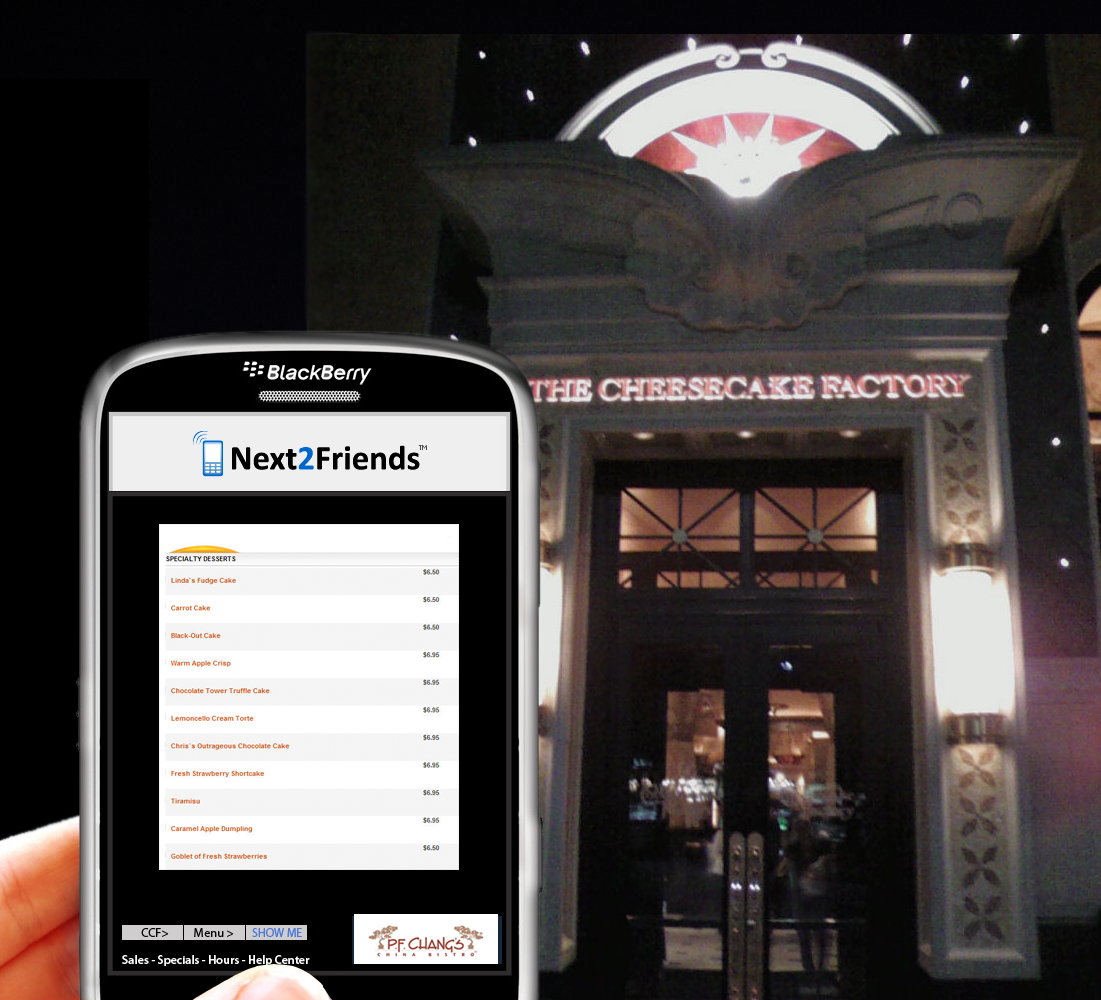 BlackBerry
THE CHEESECAKE FACTORY
Next2Friends™
SPECIALTY DESSERTS
Linda's Fudge Cake $6.50
Carrot Cake $6.50
Black-Out Cake $6.50
Warm Apple Crisp $6.95
Chocolate Tower Truffle Cake $6.95
Lemoncello Cream Torte $6.95
Chris's Outrageous Chocolate Cake $6.95
Fresh Strawberry Shortcake $6.95
Tiramisu $6.95
Caramel Apple Dumpling $6.95
Goblet of Fresh Strawberries $6.50
CCF> Menu > SHOW ME
Sales - Specials - Hours - Help Center
P.F. CHANG'S
CHINA BISTRO